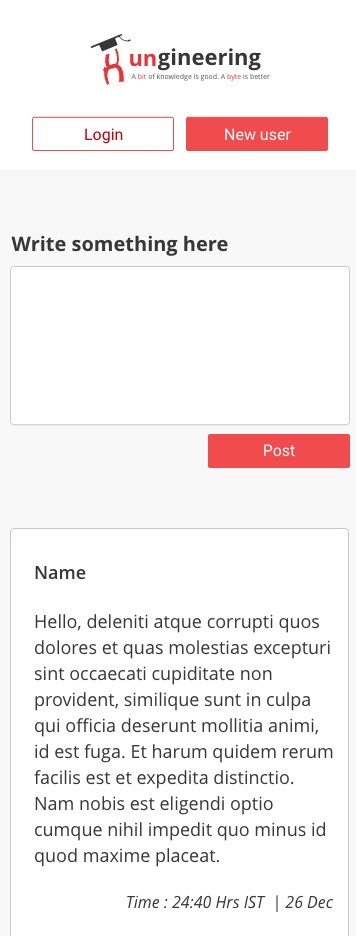 ungineering
A bit of knowledge is good. A byte is better
Login
New user
Write something here
Post
Name
Hello, deleniti atque corrupti quos
dolores et quas molestias excepturi
sint occaecati cupiditate non
provident, similique sunt in culpa
qui officia deserunt mollitia animi,
id est fuga. Et harum quidem rerum
facilis est et expedita distinctio.
Nam nobis est eligendi optio
cumque nihil impedit quo minus id
quod maxime placeat.
Time : 24:40 Hrs IST | 26 Dec